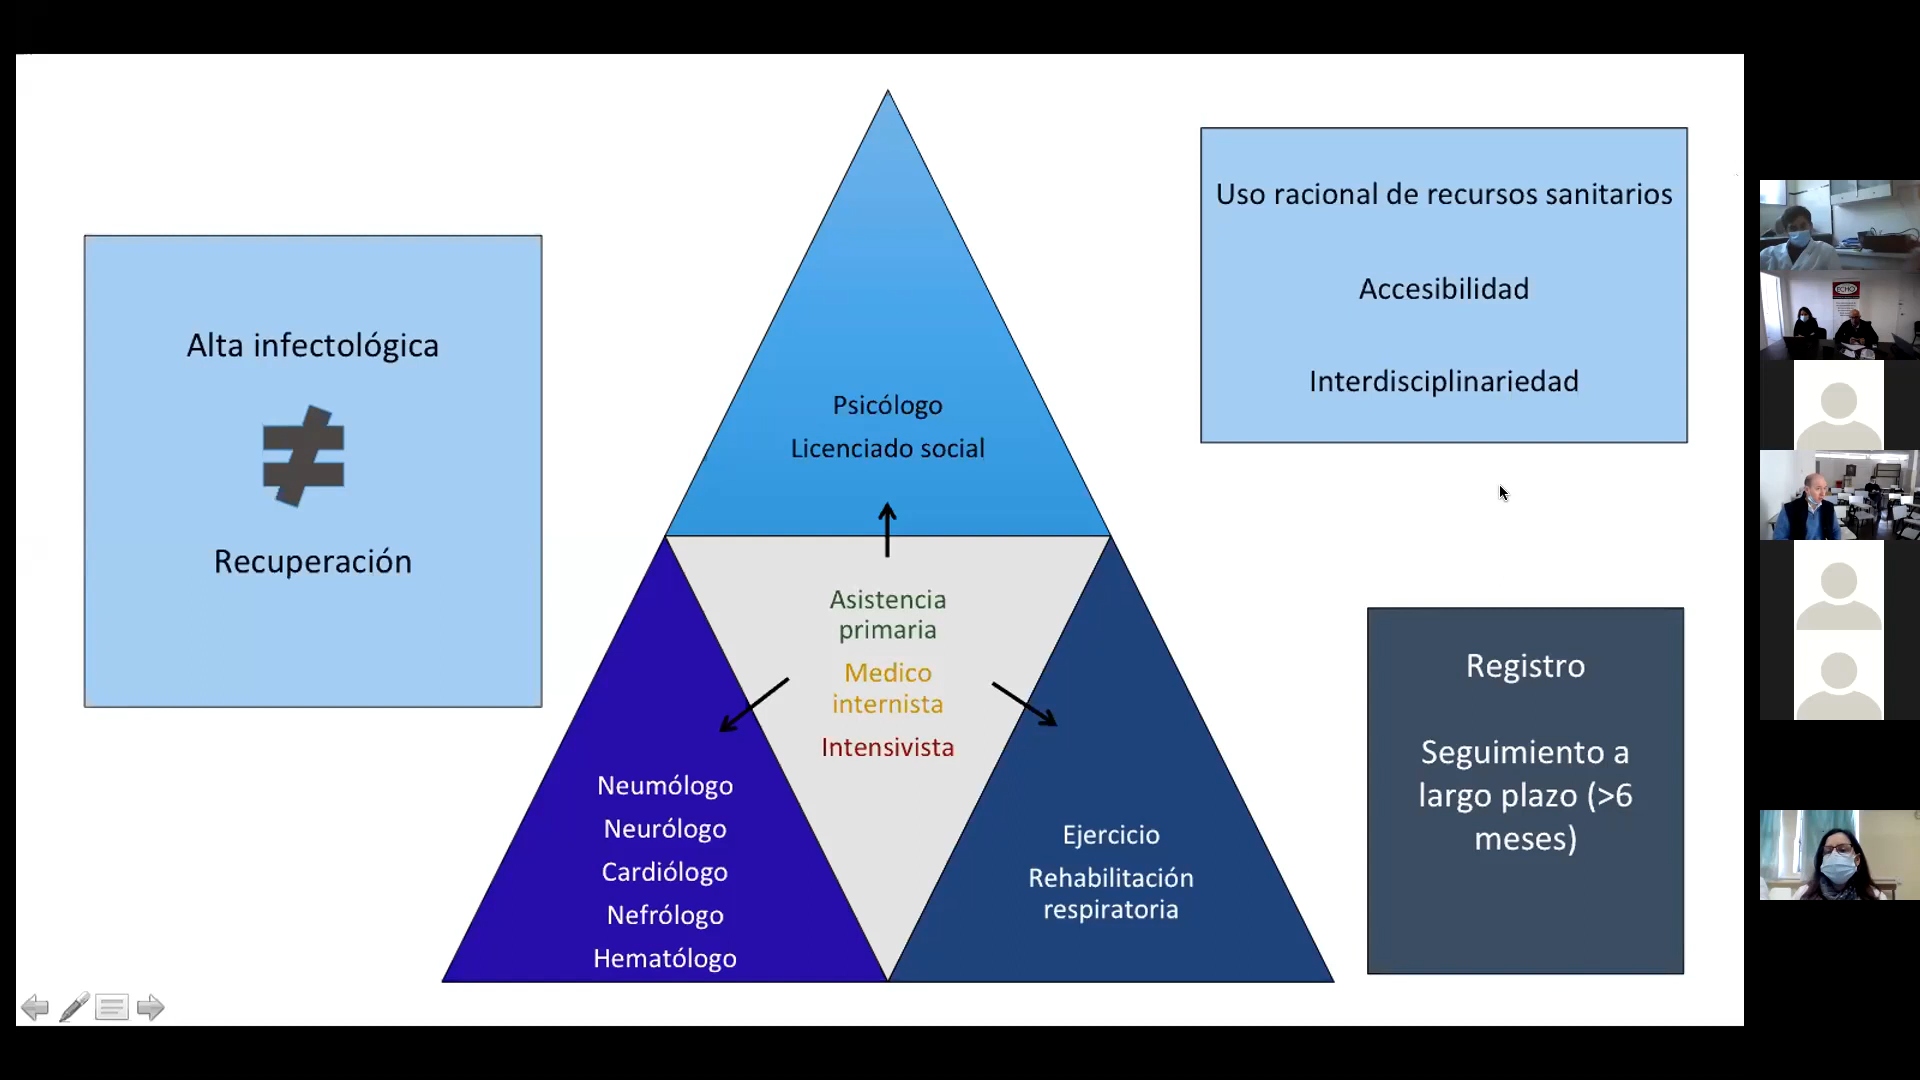 Alta infectológica
≠
Recuperación
Psicólogo
Licenciado social
Asistencia
primaria
Medico
internista
Intensivista
Neumólogo
Neurólogo
Cardiólogo
Nefrólogo
Hematólogo
Ejercicio
Rehabilitación
respiratoria
Uso racional de recursos sanitarios
Accesibilidad
Interdisciplinariedad
Registro
Seguimiento a
largo plazo (>6
meses)
ECHO